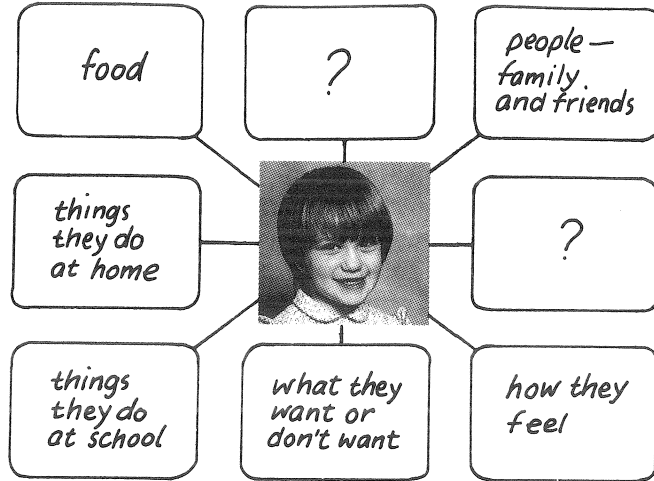 food
?
people —
family
and friends
things
they do
at home
?
things
they do
at school
what they
want or
don't want
how they
feel